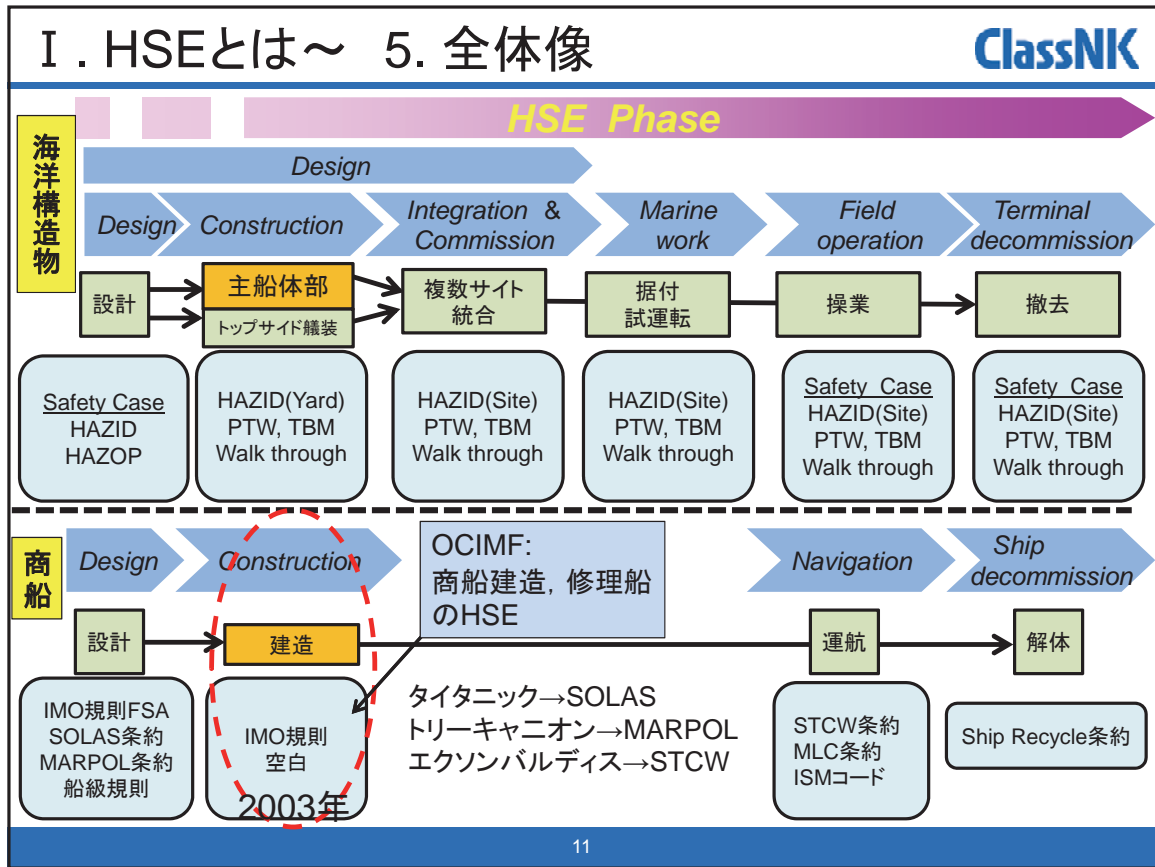 Ⅰ. HSEとは～ 5. 全体像
ClassNK
HSE Phase
海洋構造物
Design
Design
Construction
Integration &
Commission
Marine
work
Field
operation
Terminal
decommission
設計
主船体部
トップサイド艤装
複数サイト
統合
据付
試運転
操業
撤去
Safety Case
HAZID
HAZOP
HAZID(Yard)
PTW, TBM
Walk through
HAZID(Site)
PTW, TBM
Walk through
HAZID(Site)
PTW, TBM
Walk through
Safety Case
HAZID(Site)
PTW, TBM
Walk through
Safety Case
HAZID(Site)
PTW, TBM
Walk through
商船
Design
Construction
OCIMF:
商船建造, 修理船
のHSE
Navigation
Ship
decommission
設計
建造
運航
解体
IMO規則FSA
SOLAS条約
MARPOL条約
船級規則
IMO規則
空白
2003年
タイタニック→SOLAS
トリーキャニオン→MARPOL
エクソンバルディス→STCW
STCW条約
MLC条約
ISMコード
Ship Recycle条約
11